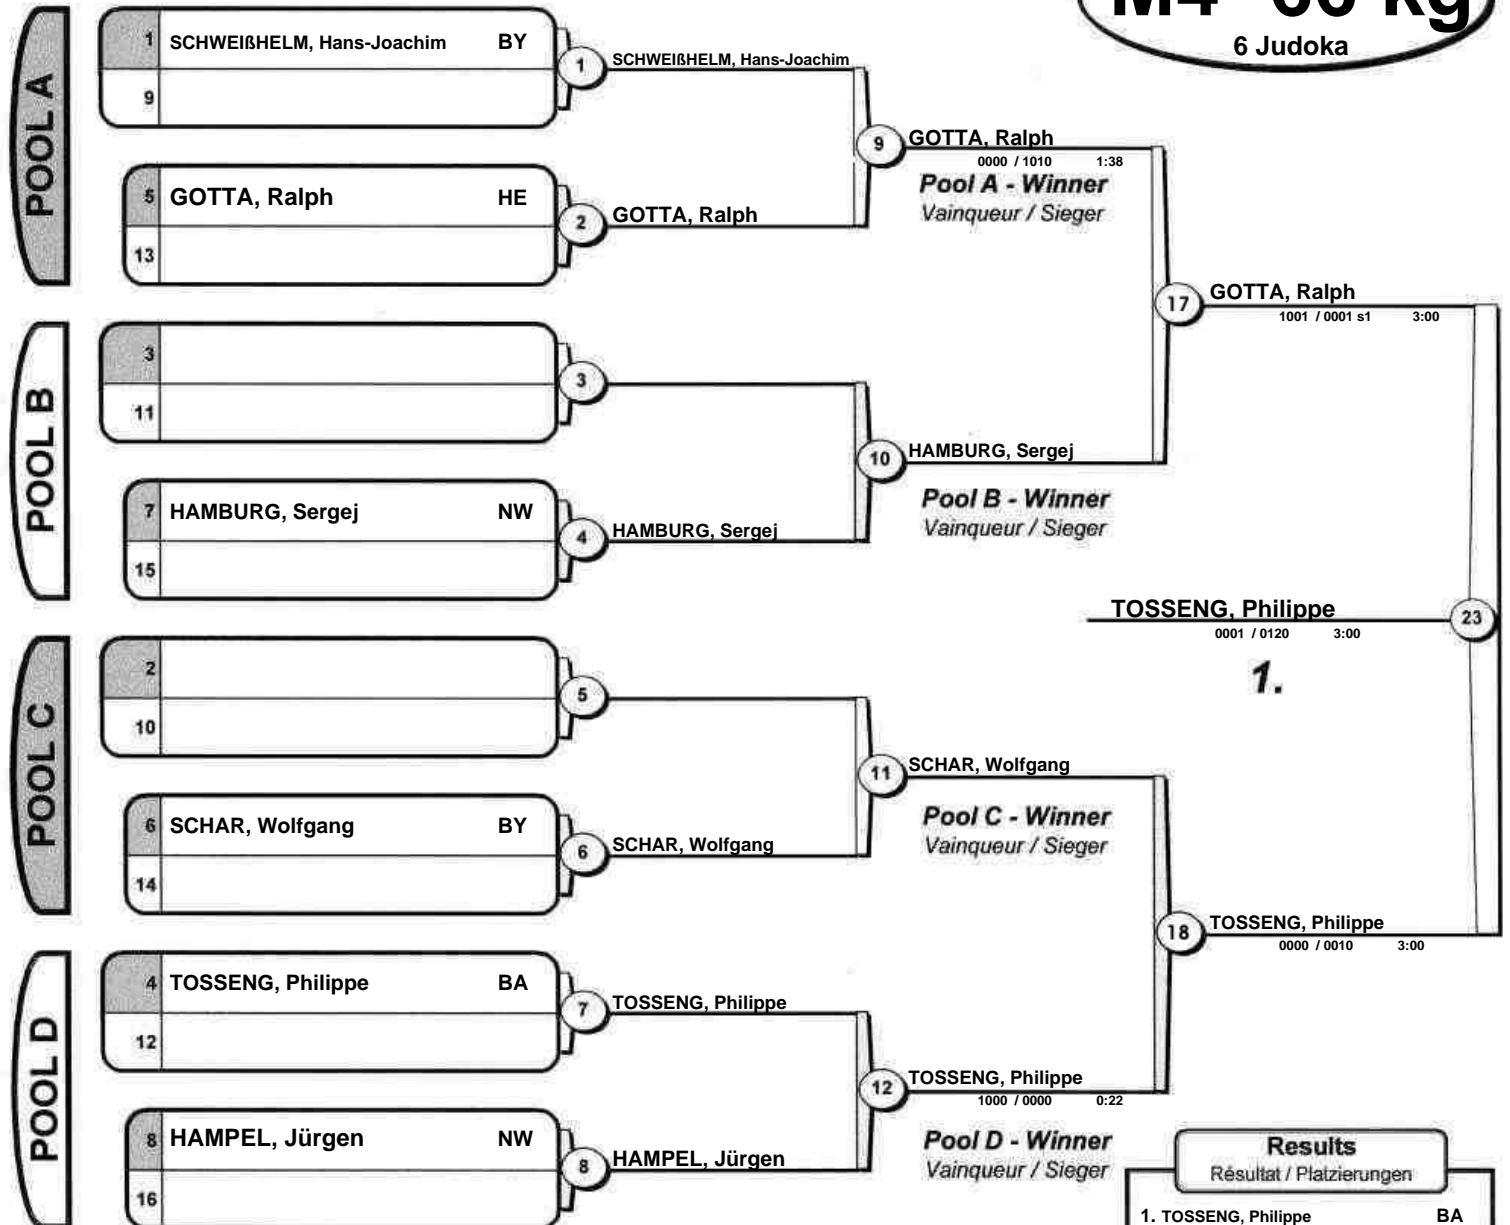 M4 -66 kg
6 Judoka
POOL A
1 SCHWEIßHELM, Hans-Joachim BY
9
1 SCHWEIßHELM, Hans-Joachim
5 GOTTA, Ralph HE
13
2 GOTTA, Ralph
9 GOTTA, Ralph
0000 / 1010 1:38
Pool A - Winner
Vainqueur / Sieger
POOL B
3
11
3
7 HAMBURG, Sergej NW
15
4 HAMBURG, Sergej
10 HAMBURG, Sergej
Pool B - Winner
Vainqueur / Sieger
17 GOTTA, Ralph
1001 / 0001 s1 3:00
POOL C
2
10
5
6 SCHAR, Wolfgang BY
14
6 SCHAR, Wolfgang
11 SCHAR, Wolfgang
Pool C - Winner
Vainqueur / Sieger
POOL D
4 TOSSENG, Philippe BA
12
7 TOSSENG, Philippe
8 HAMPEL, Jürgen NW
16
8 HAMPEL, Jürgen
12 TOSSENG, Philippe
1000 / 0000 0:22
Pool D - Winner
Vainqueur / Sieger
18 TOSSENG, Philippe
0000 / 0010 3:00
TOSSENG, Philippe 23
0001 / 0120 3:00
1.
Results
Résultat / Platzierungen
1. TOSSENG, Philippe BA